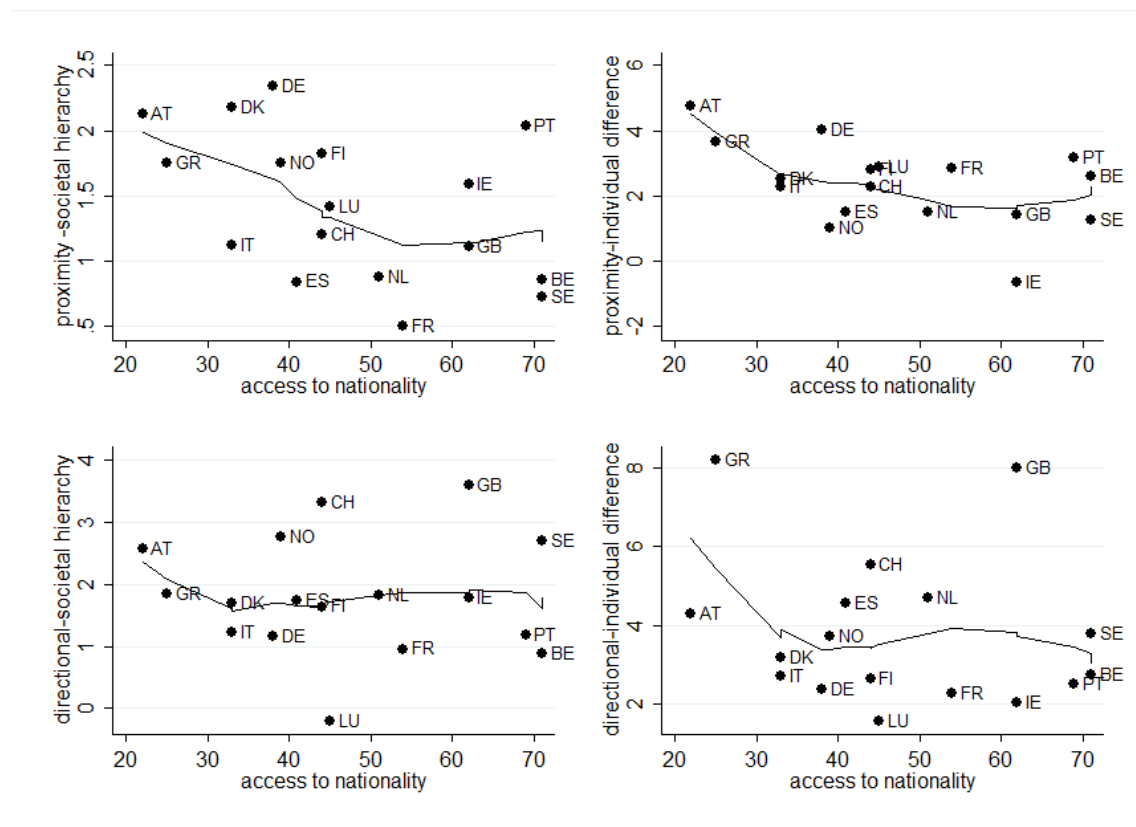 proximity -societal hierarchy
2.5
2
1.5
1
.5
AT
GR
DK
DE
IT
NO
FI
LU
CH
ES
NL
FR
IE
GB
PT
BE
SE
20 30 40 50 60 70
access to nationality
proximity-individual difference
6
4
2
0
-2
AT
GR
DE
DK
IT
FI
LU
CH
ES
NO
NL
FR
GB
IE
PT
BE
SE
20 30 40 50 60 70
access to nationality
directional-societal hierarchy
4
3
2
1
0
AT
GR
DK
IT
DE
NO
ES
CH
FI
LU
NL
FR
GB
IE
SE
PT
BE
20 30 40 50 60 70
access to nationality
directional-individual difference
8
6
4
2
GR
AT
DK
IT
DE
NO
ES
CH
FI
LU
NL
FR
GB
IE
SE
PT
BE
20 30 40 50 60 70
access to nationality